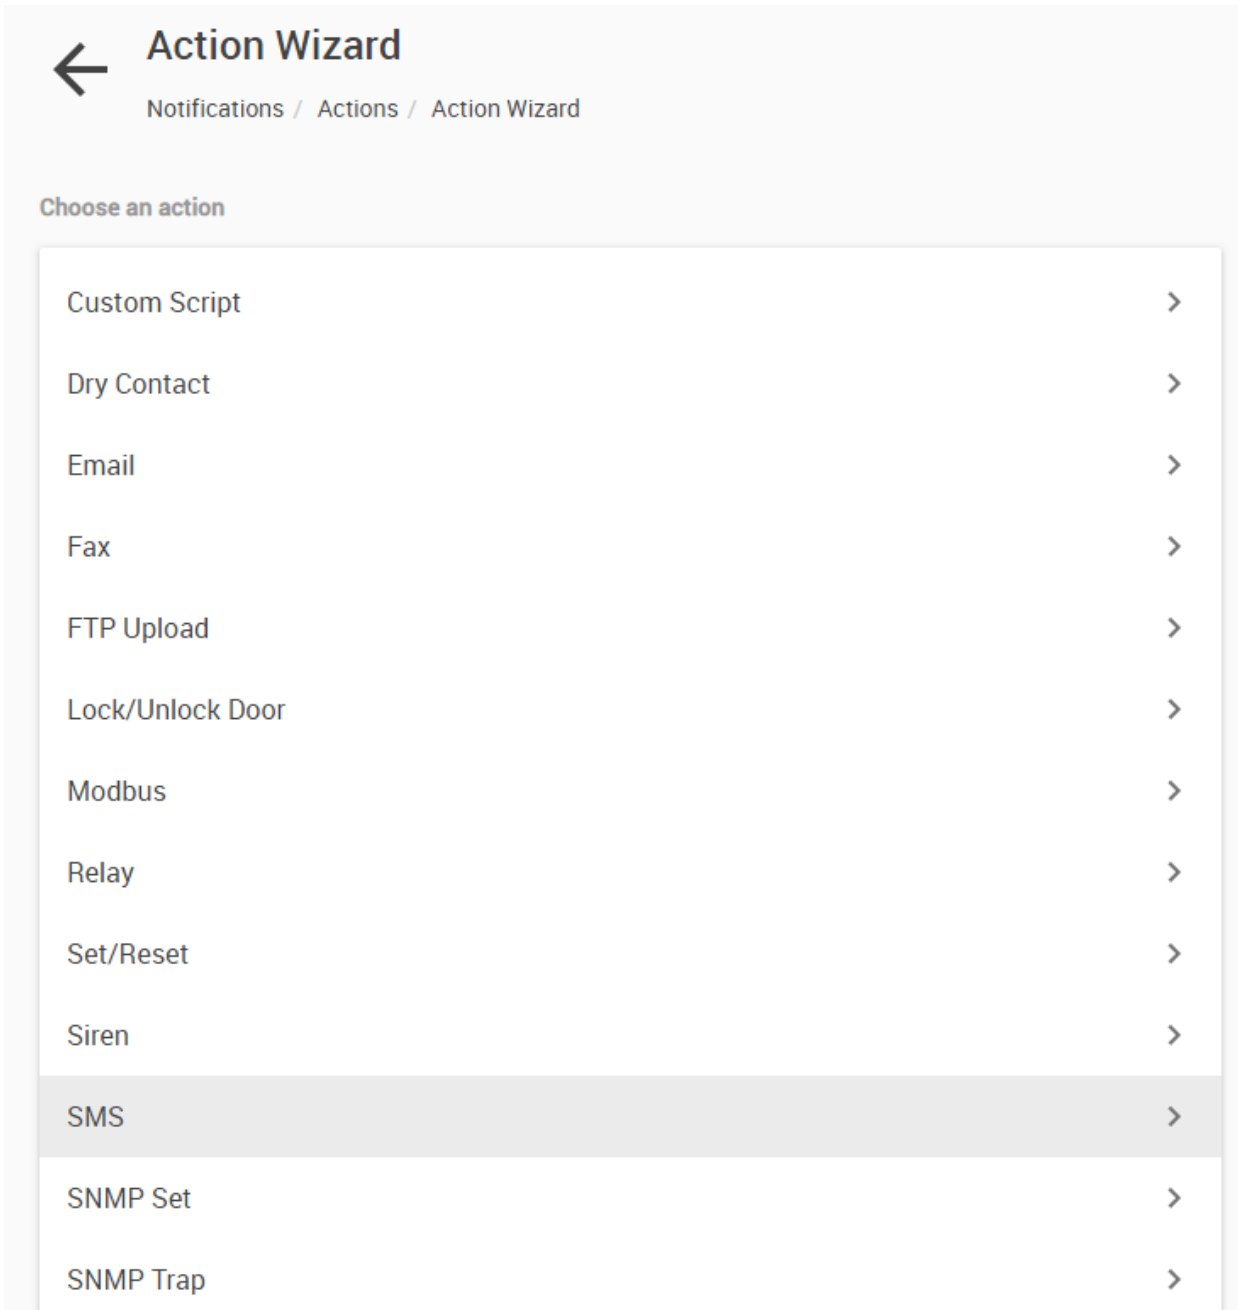 Action Wizard
Notifications / Actions / Action Wizard
Choose an action
Custom Script
Dry Contact
Email
Fax
FTP Upload
Lock/Unlock Door
Modbus
Relay
Set/Reset
Siren
SMS
SNMP Set
SNMP Trap